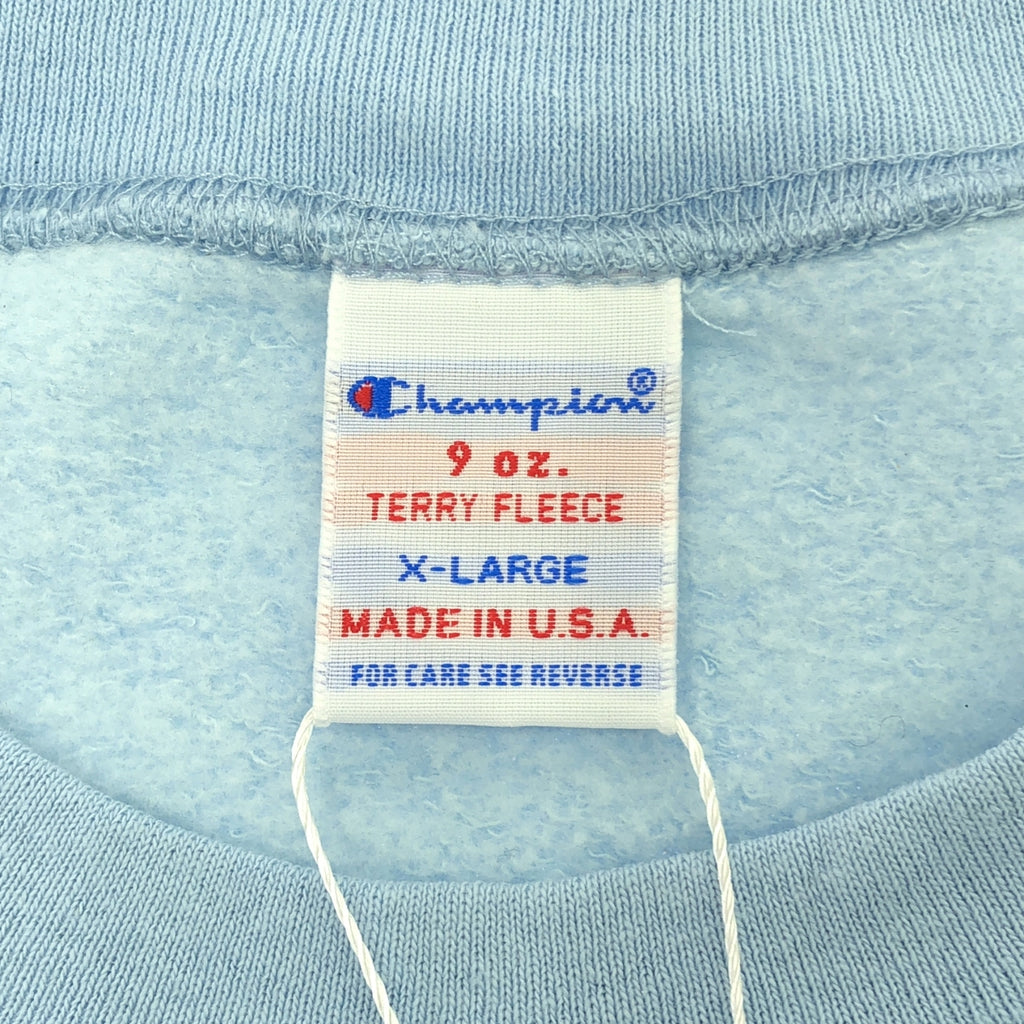 Champion®
9 oz.
TERRY FLEECE
X-LARGE
MADE IN U.S.A.
FOR CARE SEE REVERSE